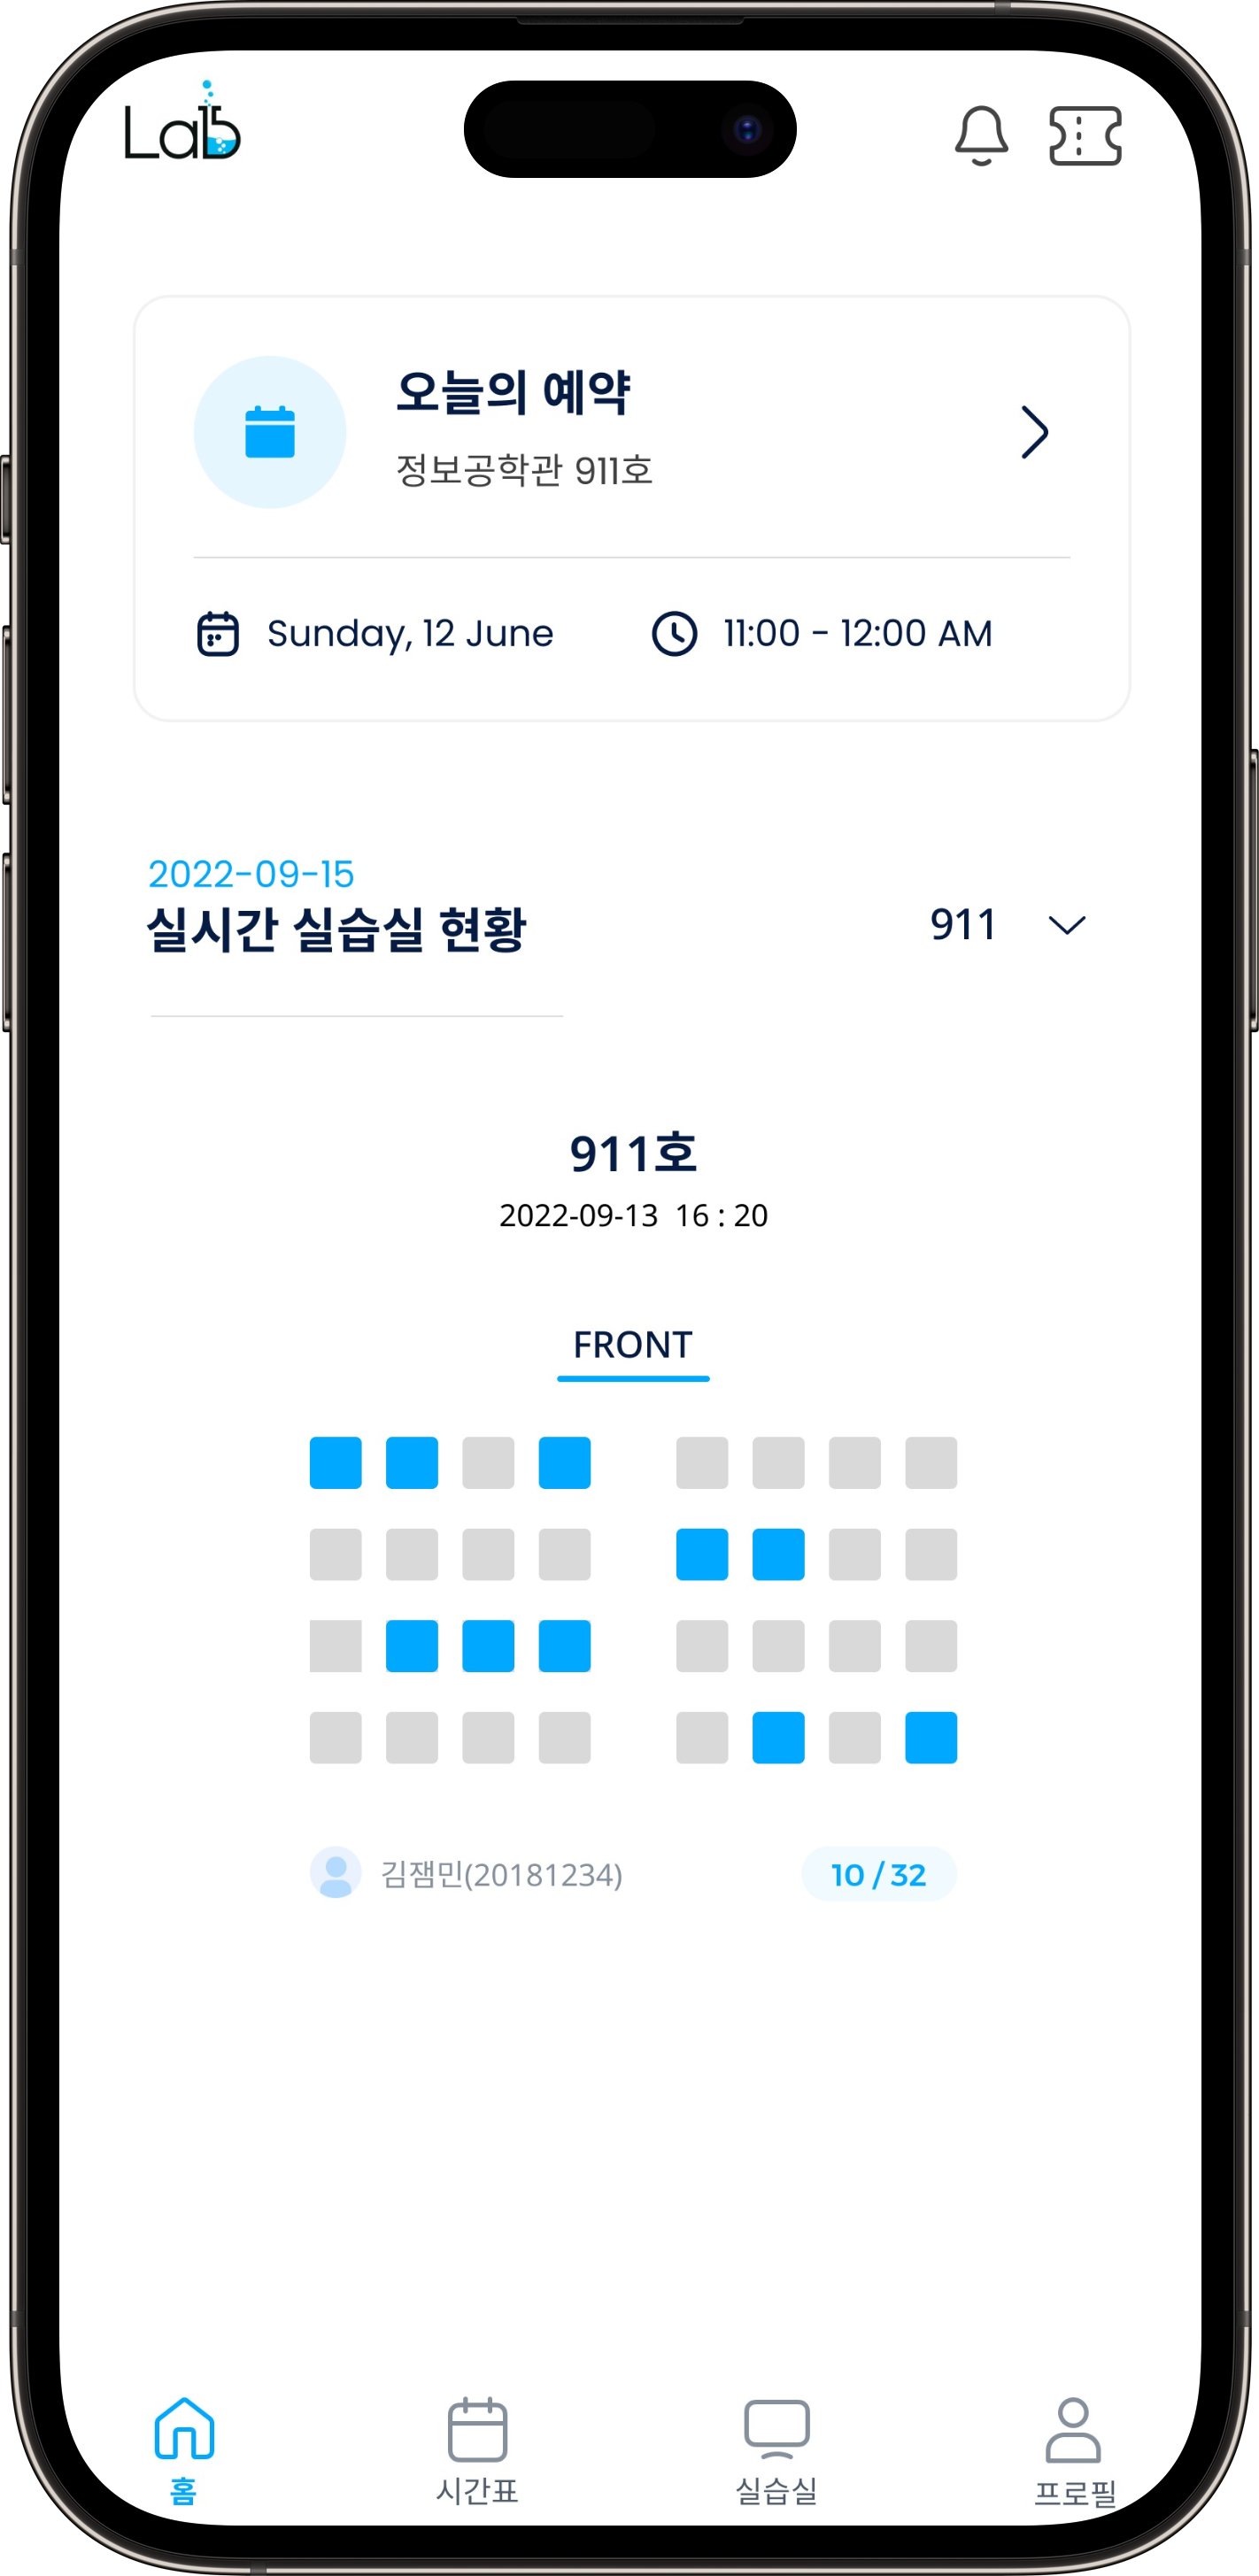 Lab
오늘의 예약
정보공학관 911호
Sunday, 12 June
11:00 - 12:00 AM
2022-09-15
실시간 실습실 현황
911
911호
2022-09-13 16 : 20
FRONT
김잼민(20181234)
10 / 32
홈
시간표
실습실
프로필